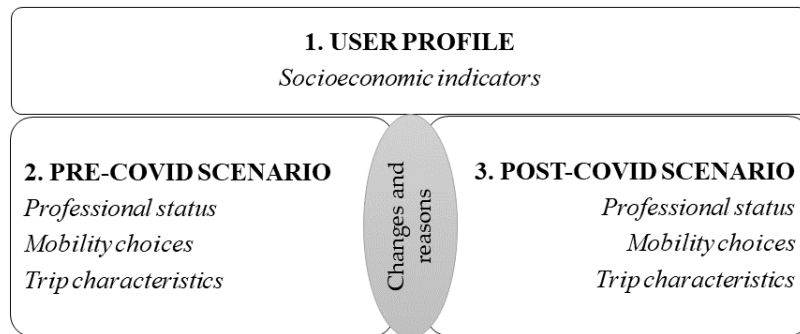 1. USER PROFILE
Socioeconomic indicators
2. PRE-COVID SCENARIO
Professional status
Mobility choices
Trip characteristics
Changes and
reasons
3. POST-COVID SCENARIO
Professional status
Mobility choices
Trip characteristics